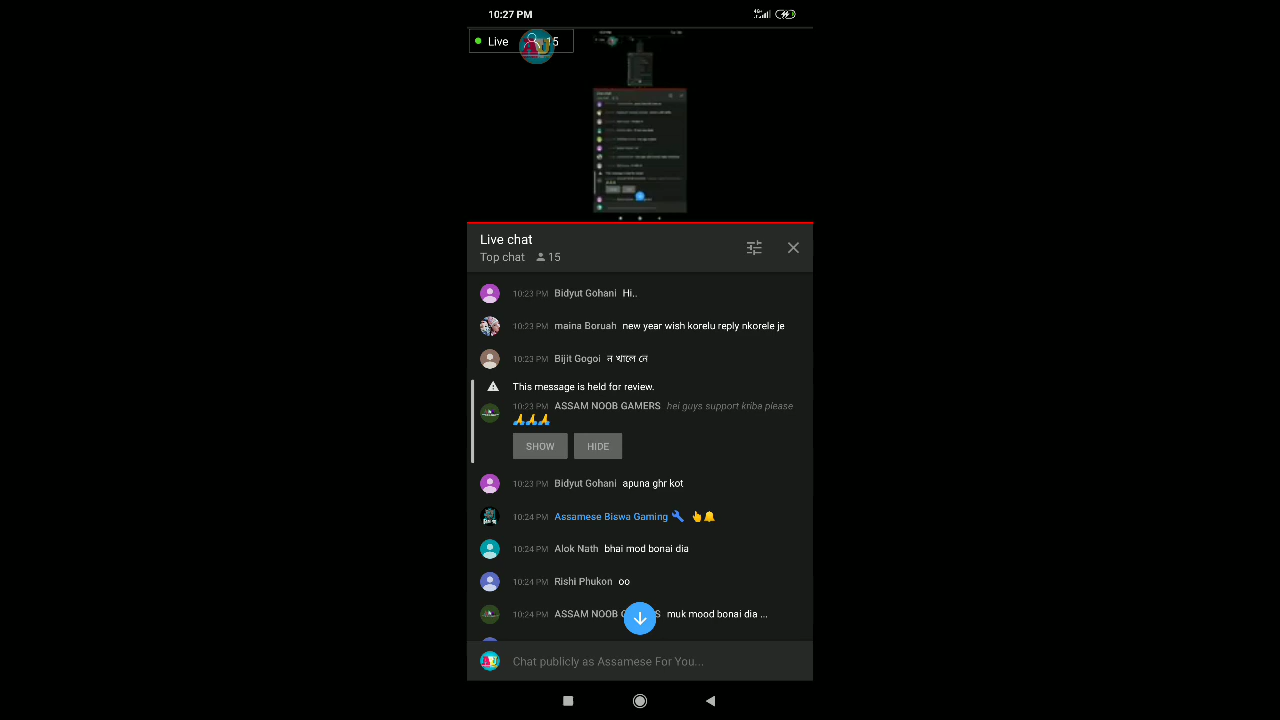 10:27 PM
4G+
Live 15
Live chat
Top chat 15
10:23 PM Bidyut Gohani Hi..
10:23 PM maina Boruah new year wish korelu reply nkorele je
10:23 PM Bijit Gogoi ন খালে নে
This message is held for review.
10:23 PM ASSAM NOOB GAMERS hei guys support kriba please
🙏🙏🙏
SHOW HIDE
10:23 PM Bidyut Gohani apuna ghr kot
10:24 PM Assamese Biswa Gaming 🔧 👆🔔
10:24 PM Alok Nath bhai mod bonai dia
10:24 PM Rishi Phukon oo
10:24 PM ASSAM NOOB muk mood bonai dia ...
Chat publicly as Assamese For You...